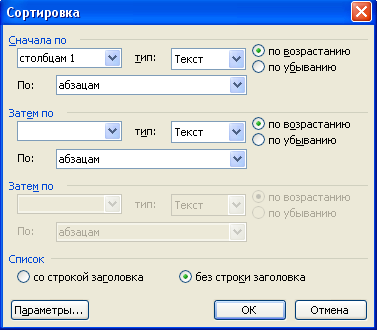 Сортировка
Сначала по
столбцам 1 тип: Текст по возрастанию
по убыванию
По: абзацам
Затем по
тип: Текст по возрастанию
по убыванию
По: абзацам
Затем по
тип: Текст по возрастанию
по убыванию
По: абзацам
Список
со строкой заголовка без строки заголовка
Параметры... ОК Отмена